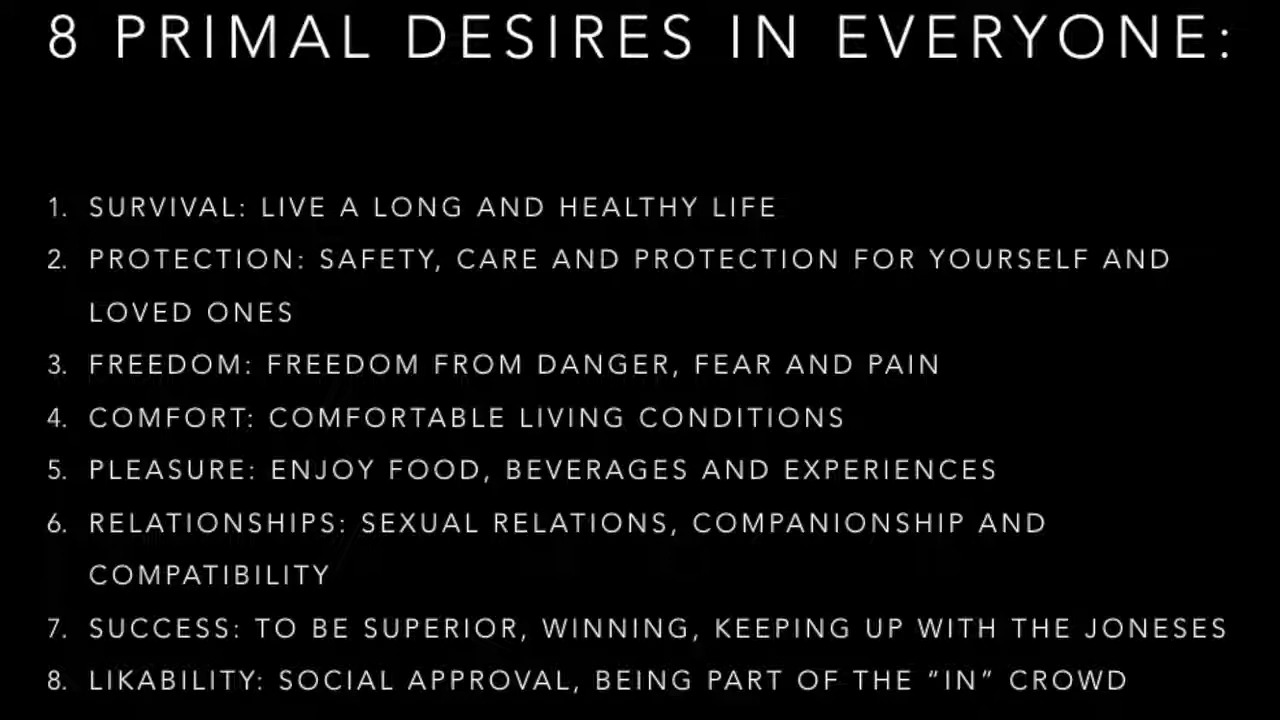 8 PRIMAL DESIRES IN EVERYONE:
1. SURVIVAL: LIVE A LONG AND HEALTHY LIFE
2. PROTECTION: SAFETY, CARE AND PROTECTION FOR YOURSELF AND
LOVED ONES
3. FREEDOM: FREEDOM FROM DANGER, FEAR AND PAIN
4. COMFORT: COMFORTABLE LIVING CONDITIONS
5. PLEASURE: ENJOY FOOD, BEVERAGES AND EXPERIENCES
6. RELATIONSHIPS: SEXUAL RELATIONS, COMPANIONSHIP AND
COMPATIBILITY
7. SUCCESS: TO BE SUPERIOR, WINNING, KEEPING UP WITH THE JONESES
8. LIKABILITY: SOCIAL APPROVAL, BEING PART OF THE “IN” CROWD